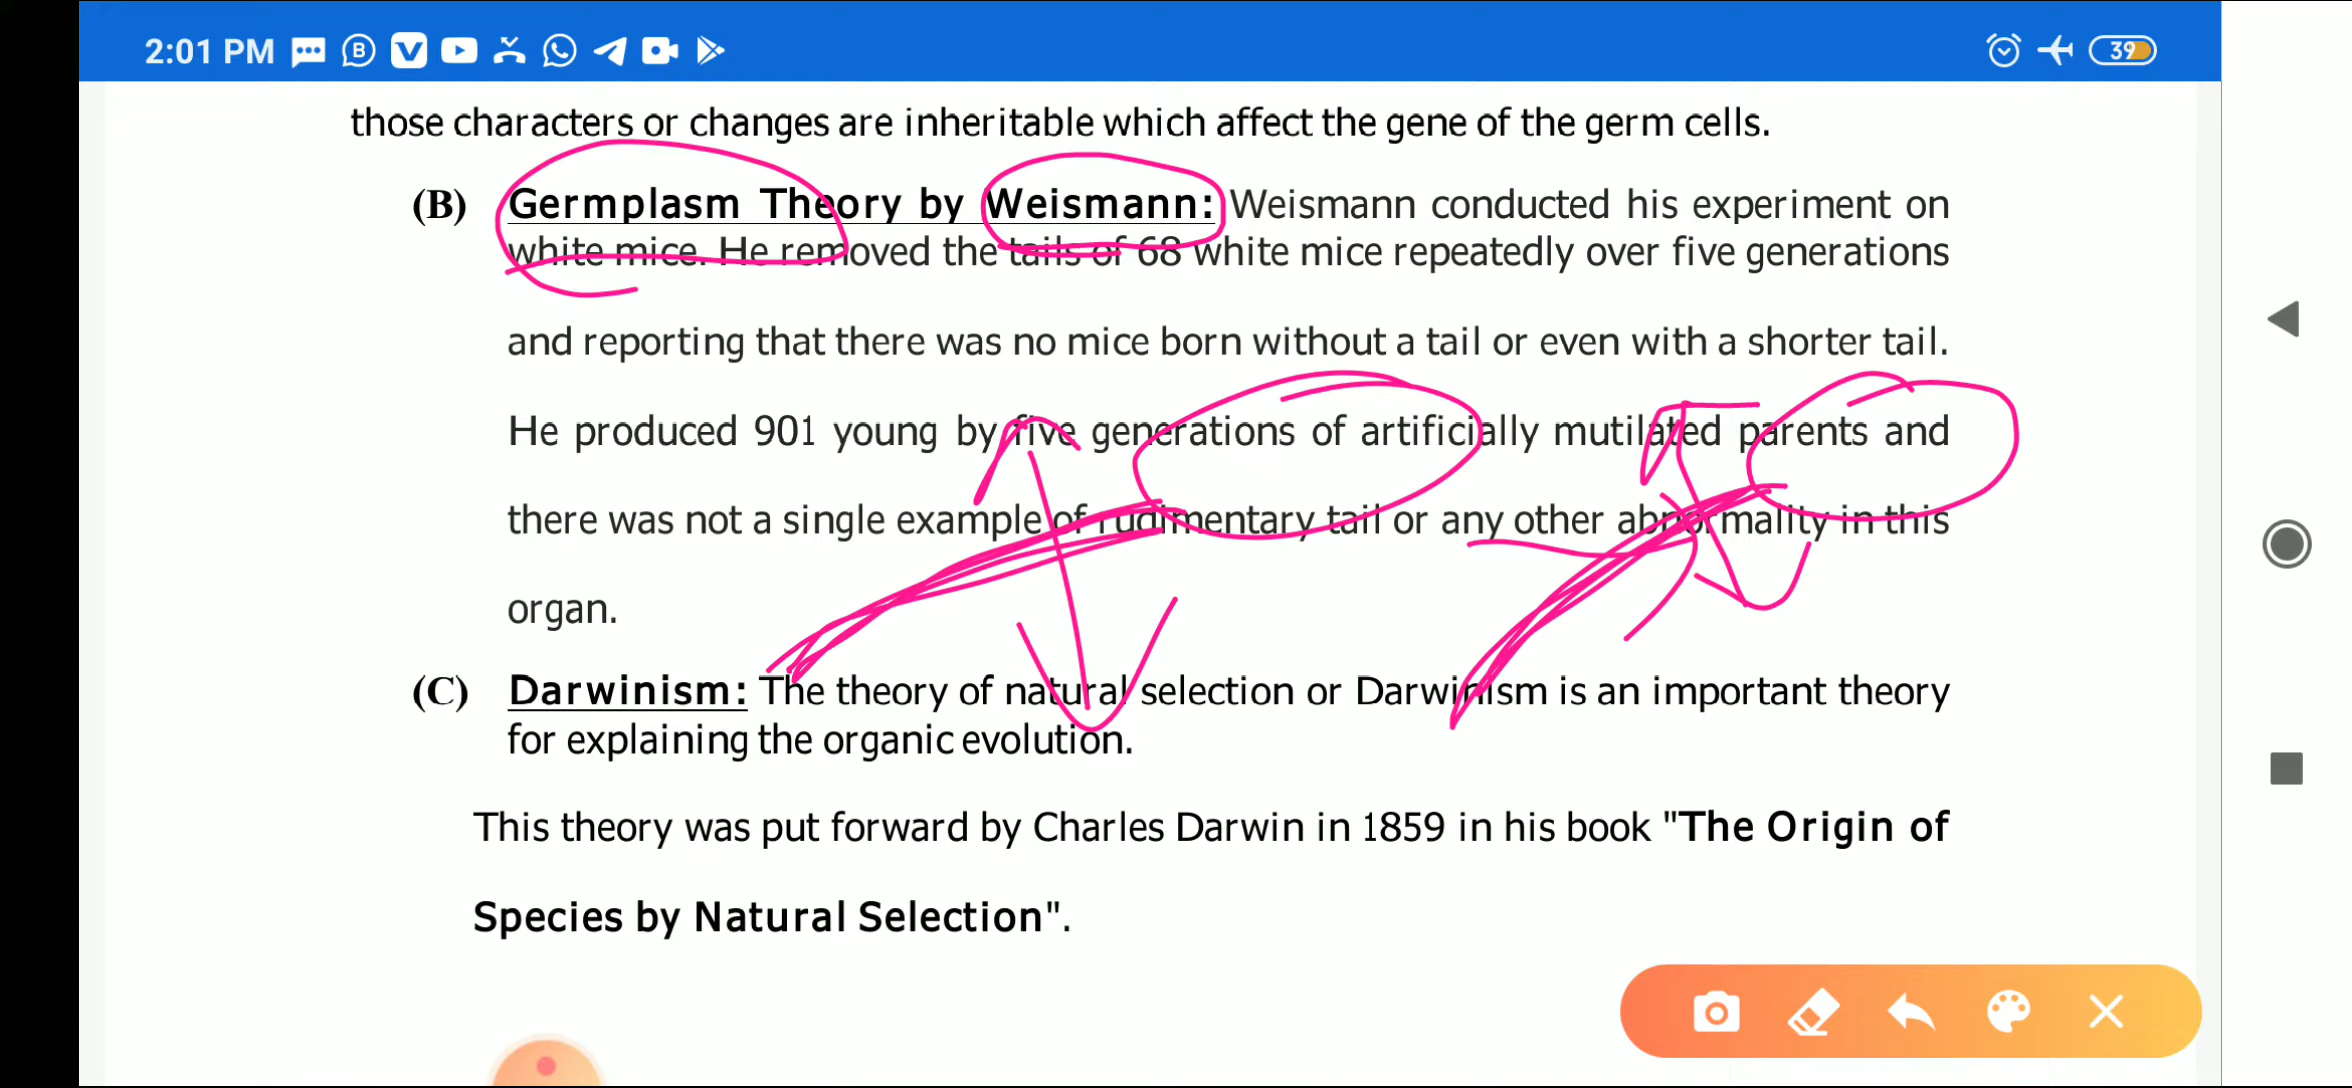 2:01 PM
39
those characters or changes are inheritable which affect the gene of the germ cells.
(B) Germplasm Theory by Weismann: Weismann conducted his experiment on
white mice. He removed the tails of 68 white mice repeatedly over five generations
and reporting that there was no mice born without a tail or even with a shorter tail.
He produced 901 young by five generations of artificially mutilated parents and
there was not a single example of rudimentary tail or any other abnormality in this
organ.
(C) Darwinism: The theory of natural selection or Darwinism is an important theory
for explaining the organic evolution.
This theory was put forward by Charles Darwin in 1859 in his book "The Origin of
Species by Natural Selection".